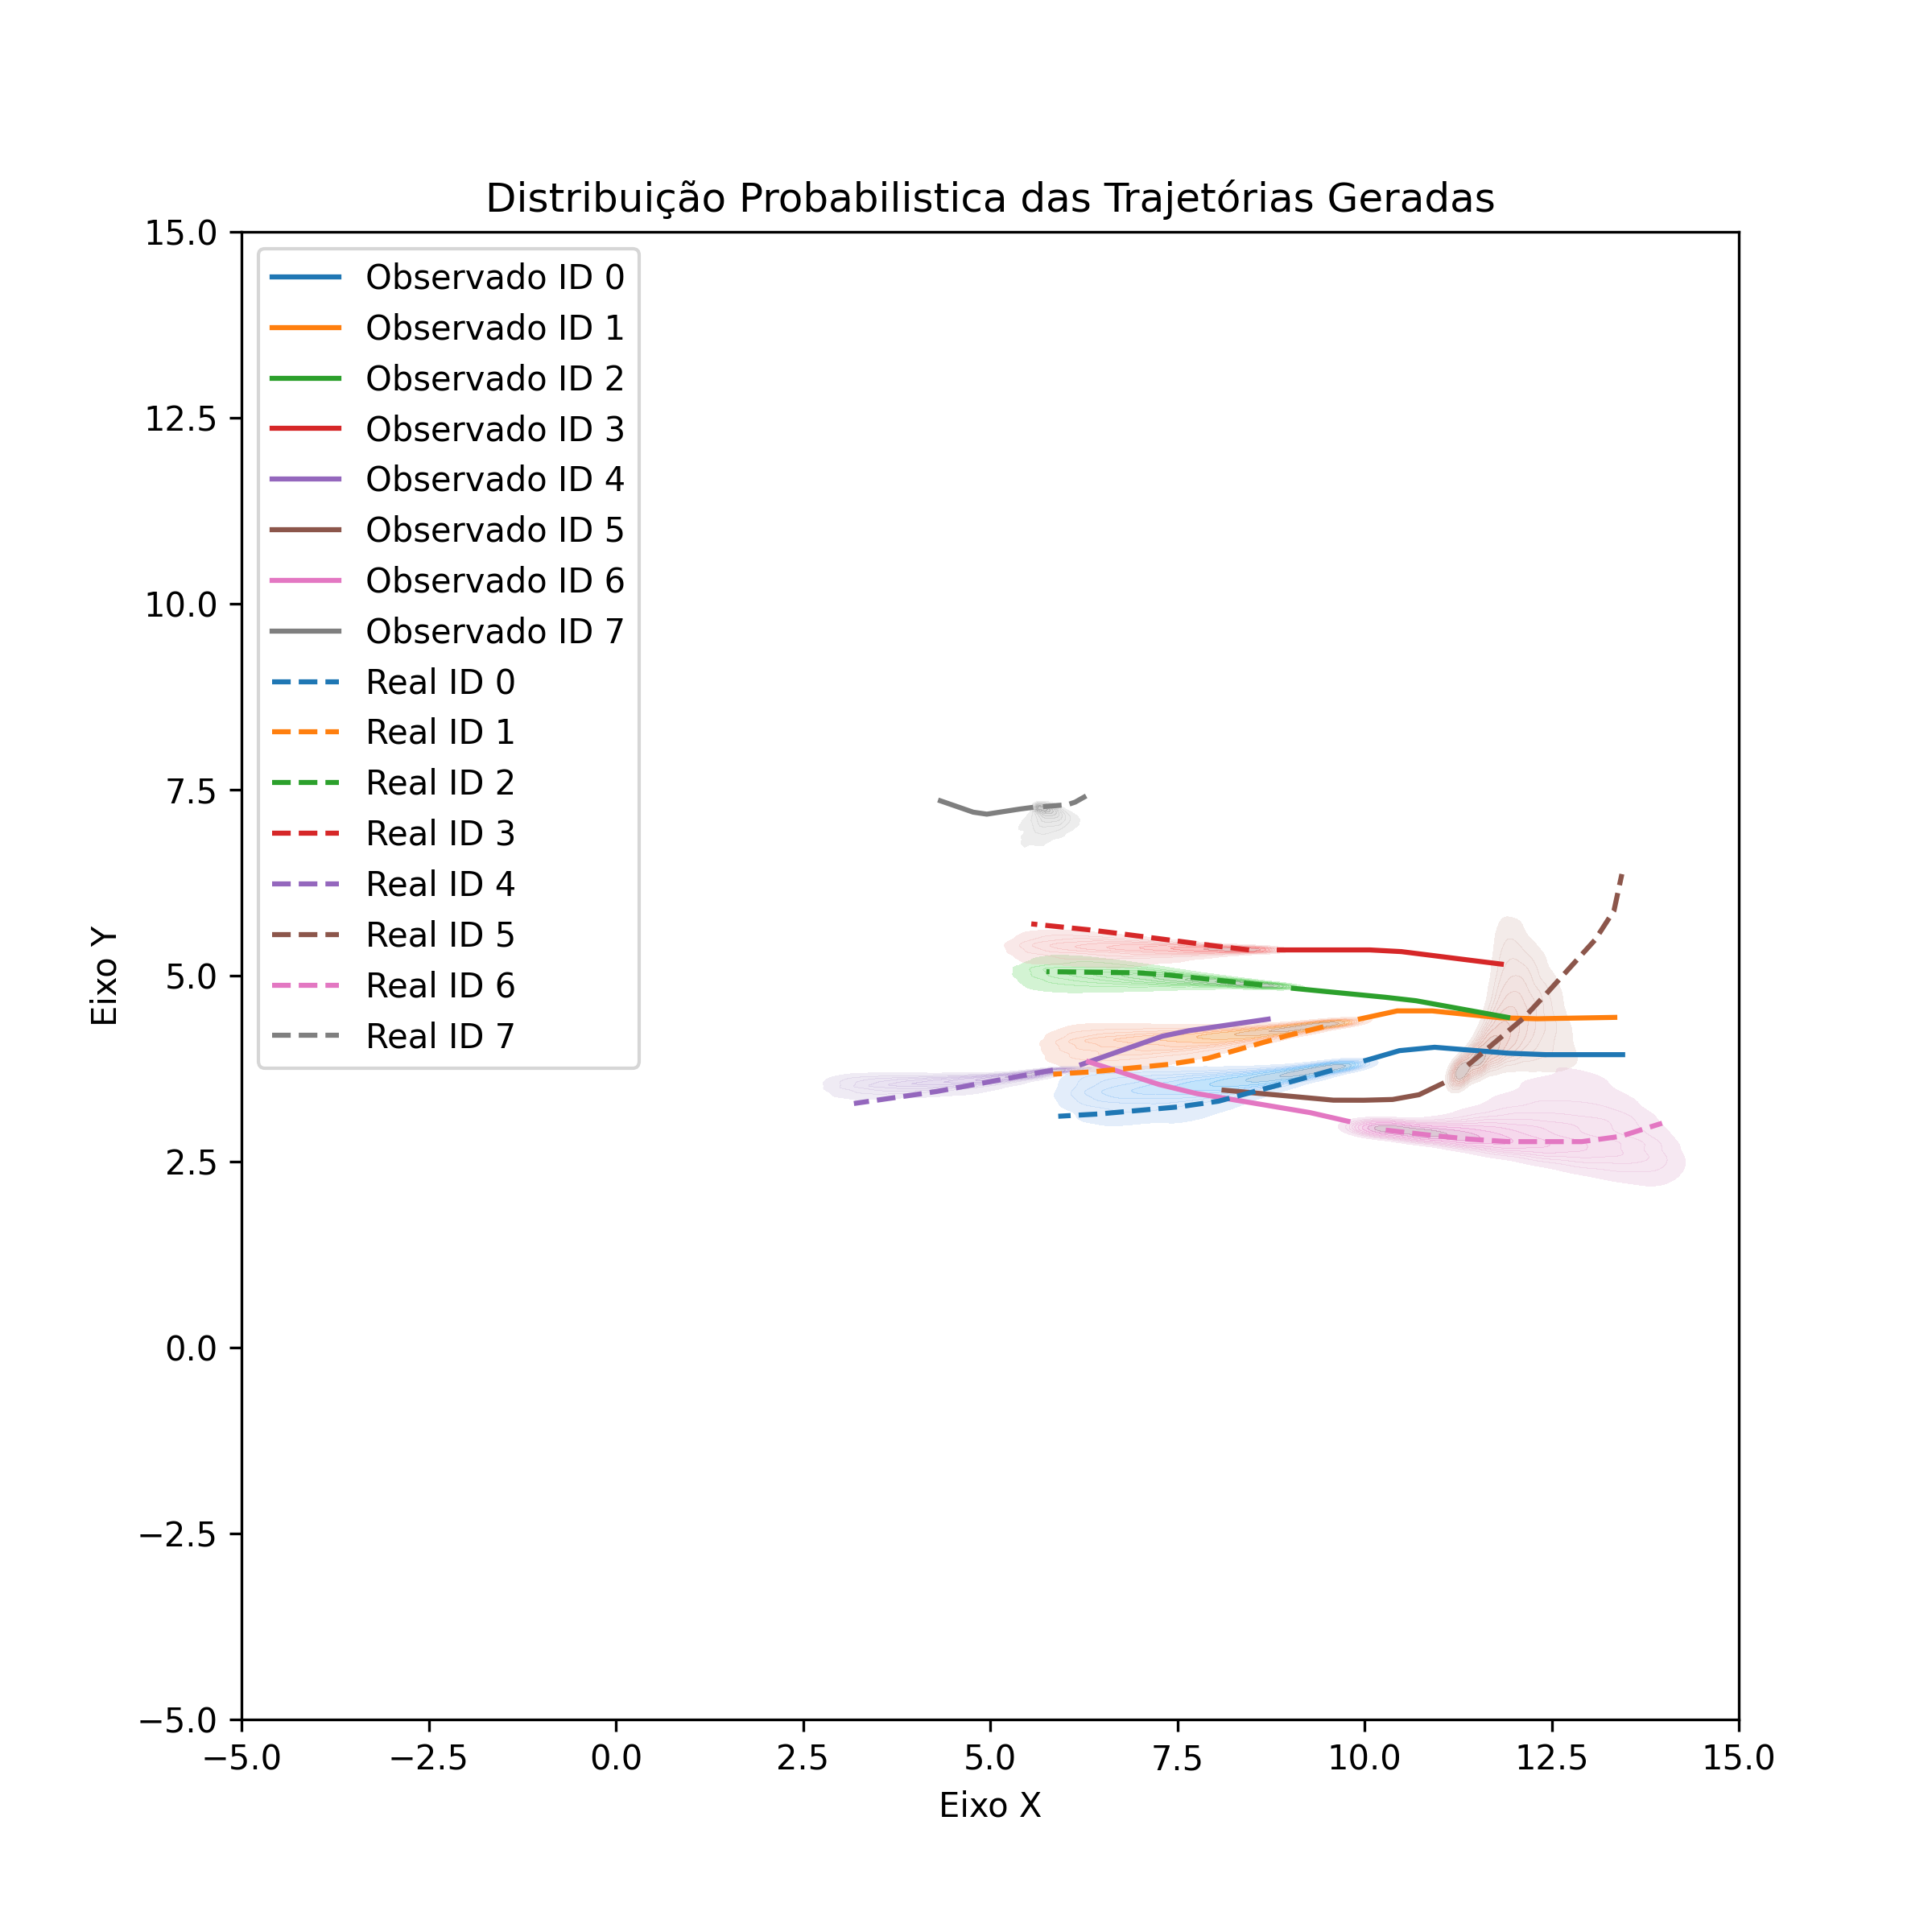 Distribuição Probabilistica das Trajetórias Geradas
15.0
12.5
10.0
7.5
5.0
2.5
0.0
−2.5
−5.0
Eixo Y
Observado ID 0
Observado ID 1
Observado ID 2
Observado ID 3
Observado ID 4
Observado ID 5
Observado ID 6
Observado ID 7
Real ID 0
Real ID 1
Real ID 2
Real ID 3
Real ID 4
Real ID 5
Real ID 6
Real ID 7
−5.0 −2.5 0.0 2.5 5.0 7.5 10.0 12.5 15.0
Eixo X